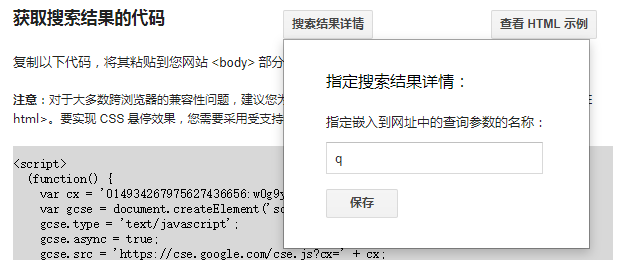 获取搜索结果的代码
搜索结果详情
查看 HTML 示例
复制以下代码，将其粘贴到您网站 <body> 部分
注意：对于大多数跨浏览器的兼容性问题，建议您为
html>。要实现 CSS 悬停效果，您需要采用受支持
指定搜索结果详情：
指定嵌入到网址中的查询参数的名称：
q
保存
<script>
(function() {
var cx = '014934267975627436656:w0g9y
var gcse = document.createElement('sc
gcse.type = 'text/javascript';
gcse.async = true;
gcse.src = 'https://cse.google.com/cse.js?cx=' + cx;